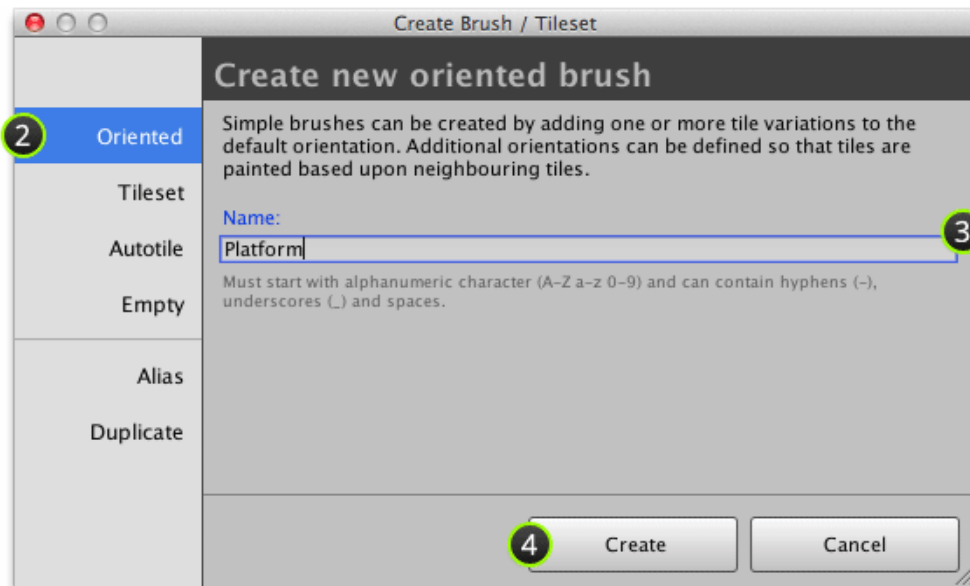 Create Brush / Tileset
Create new oriented brush
2
Oriented
Tileset
Autotile
Empty
Alias
Duplicate
Simple brushes can be created by adding one or more tile variations to the
default orientation. Additional orientations can be defined so that tiles are
painted based upon neighbouring tiles.
Name:
3
Platform
Must start with alphanumeric character (A-Z a-z 0-9) and can contain hyphens (-),
underscores (_) and spaces.
4
Create
Cancel